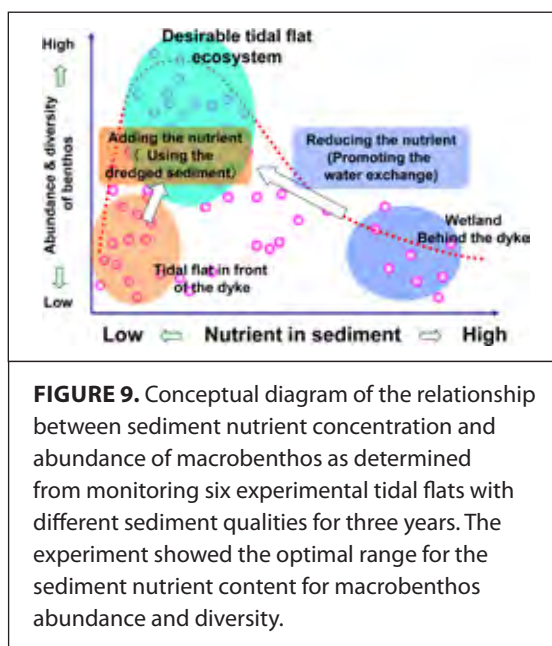 Desirable tidal flat
ecosystem
High
Abundance & diversity
of benthos
Low
Adding the nutrient
( Using the
dredged sediment)
Reducing the nutrient
(Promoting the
water exchange)
Wetland
Behind the dyke
Tidal flat in front
of the dyke
Low
Nutrient in sediment
High
FIGURE 9. Conceptual diagram of the relationship
between sediment nutrient concentration and
abundance of macrobenthos as determined
from monitoring six experimental tidal flats with
different sediment qualities for three years. The
experiment showed the optimal range for the
sediment nutrient content for macrobenthos
abundance and diversity.